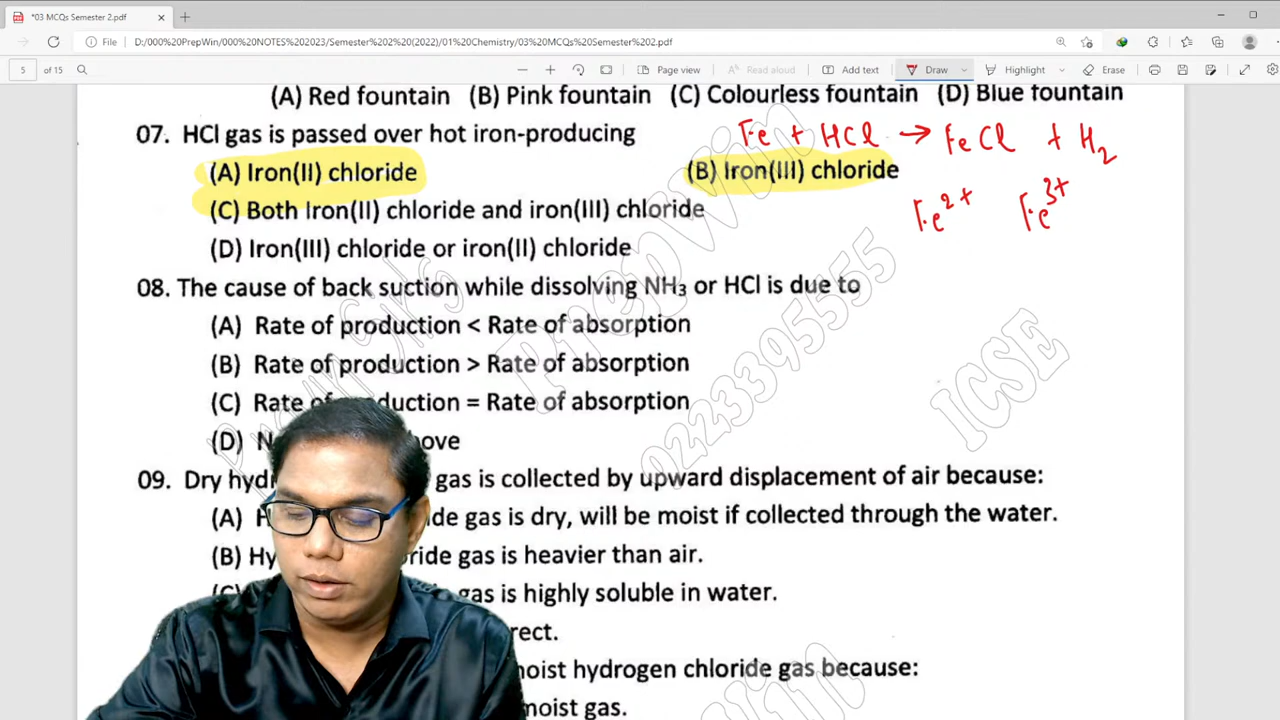 *03 MCQs Semester 2.pdf
File D:/000%20PrepWin/000%20NOTES%202023/Semester%202%20(2022)/01%20Chemistry/03%20MCQs%20Semester%202.pdf
5 of 15 Page view Read aloud Add text Draw Highlight Erase
(A) Red fountain (B) Pink fountain (C) Colourless fountain (D) Blue fountain
07. HCl gas is passed over hot iron-producing
Fe + HCl → FeCl + H2
(A) Iron(II) chloride (B) Iron(III) chloride
Fe2+ Fe3+
(C) Both Iron(II) chloride and iron(III) chloride
(D) Iron(III) chloride or iron(II) chloride
08. The cause of back suction while dissolving NH3 or HCl is due to
(A) Rate of production < Rate of absorption
(B) Rate of production > Rate of absorption
(C) Rate of production = Rate of absorption
(D) ove
09. Dry hyd gas is collected by upward displacement of air because:
(A) de gas is dry, will be moist if collected through the water.
(B) Hy ride gas is heavier than air.
gas is highly soluble in water.
rect.
moist hydrogen chloride gas because:
moist gas.
PrepWin
02233395555
ICSE